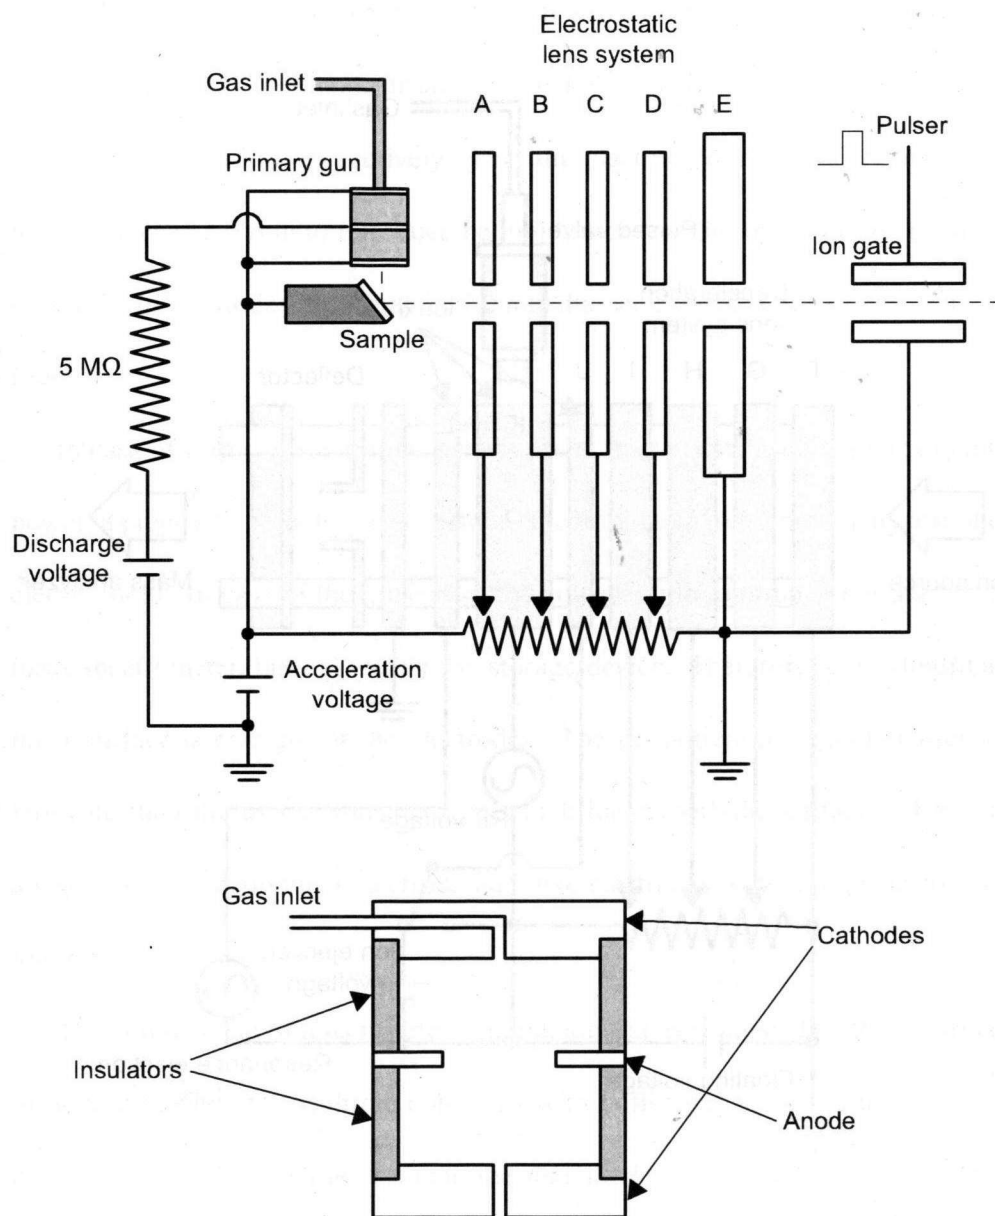 Electrostatic
lens system
Gas inlet
A B C D E
Pulser
Primary gun
Ion gate
Sample
5 MΩ
Discharge
voltage
Acceleration
voltage
Gas inlet
Cathodes
Insulators
Anode